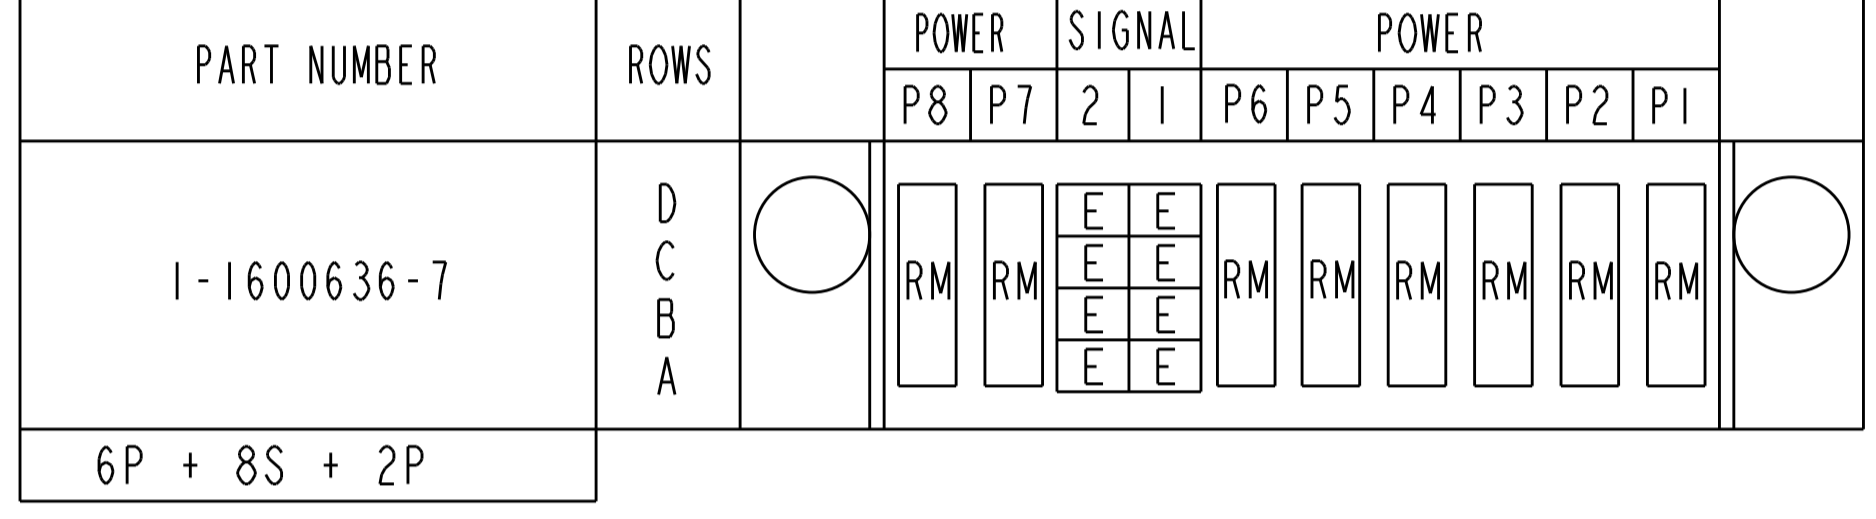 PART NUMBER ROWS POWER SIGNAL POWER
P8 P7 2 1 P6 P5 P4 P3 P2 P1
1-1600636-7
D E E
C E E
RM RM RM RM RM RM RM RM
B E E
A E E
6P + 8S + 2P